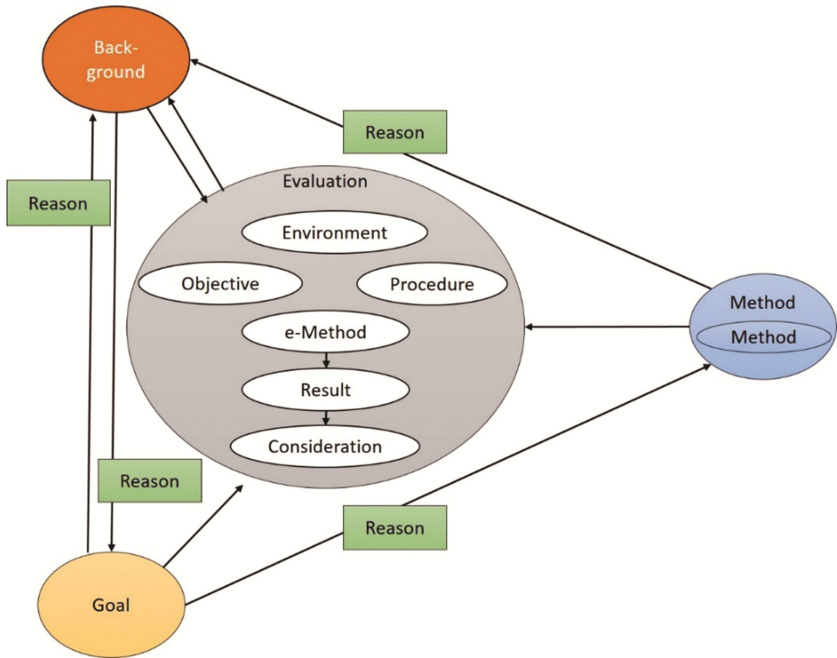 Back-
ground
Reason
Reason
Evaluation
Environment
Objective
Procedure
e-Method
Result
Consideration
Method
Method
Reason
Reason
Goal